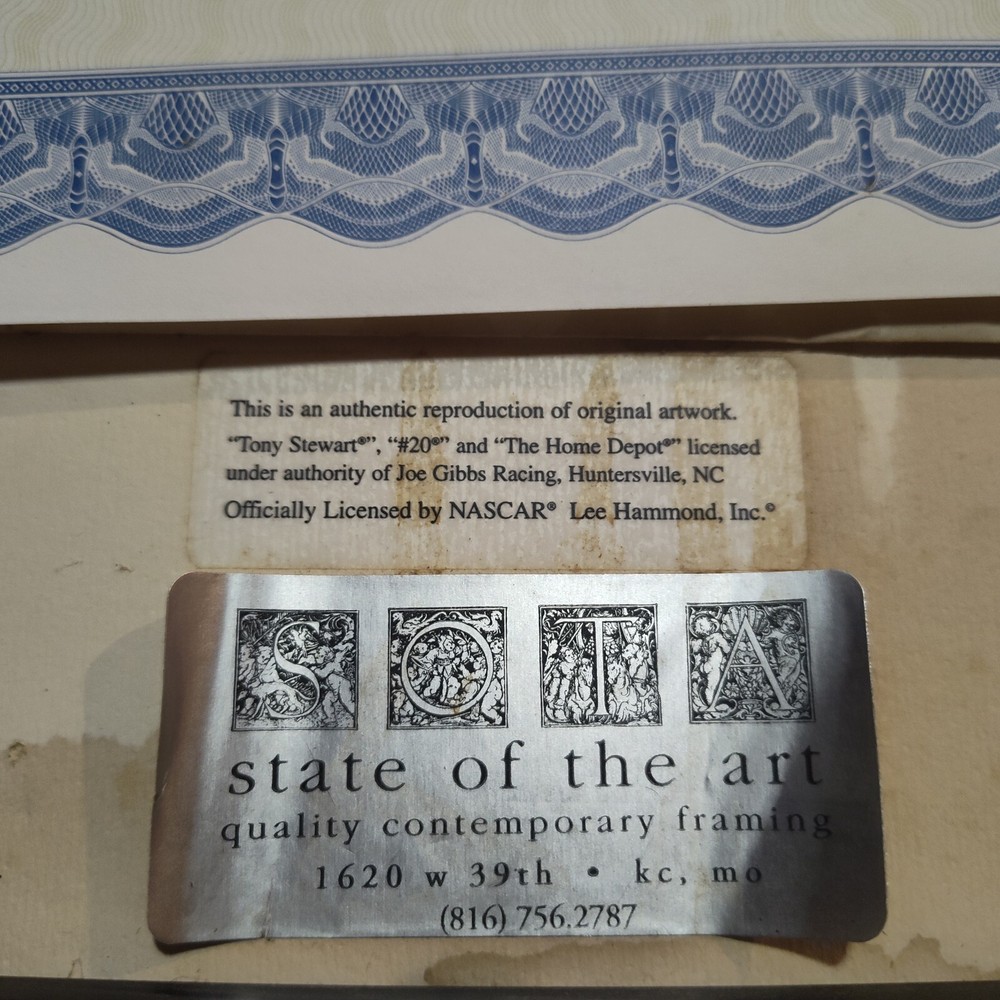 This is an authentic reproduction of original artwork.
“Tony Stewart®”, “#20®” and “The Home Depot®” licensed
under authority of Joe Gibbs Racing, Huntersville, NC
Officially Licensed by NASCAR® Lee Hammond, Inc.©
SOTA
state of the art
quality contemporary framing
1620 w 39th • kc, mo
(816) 756.2787